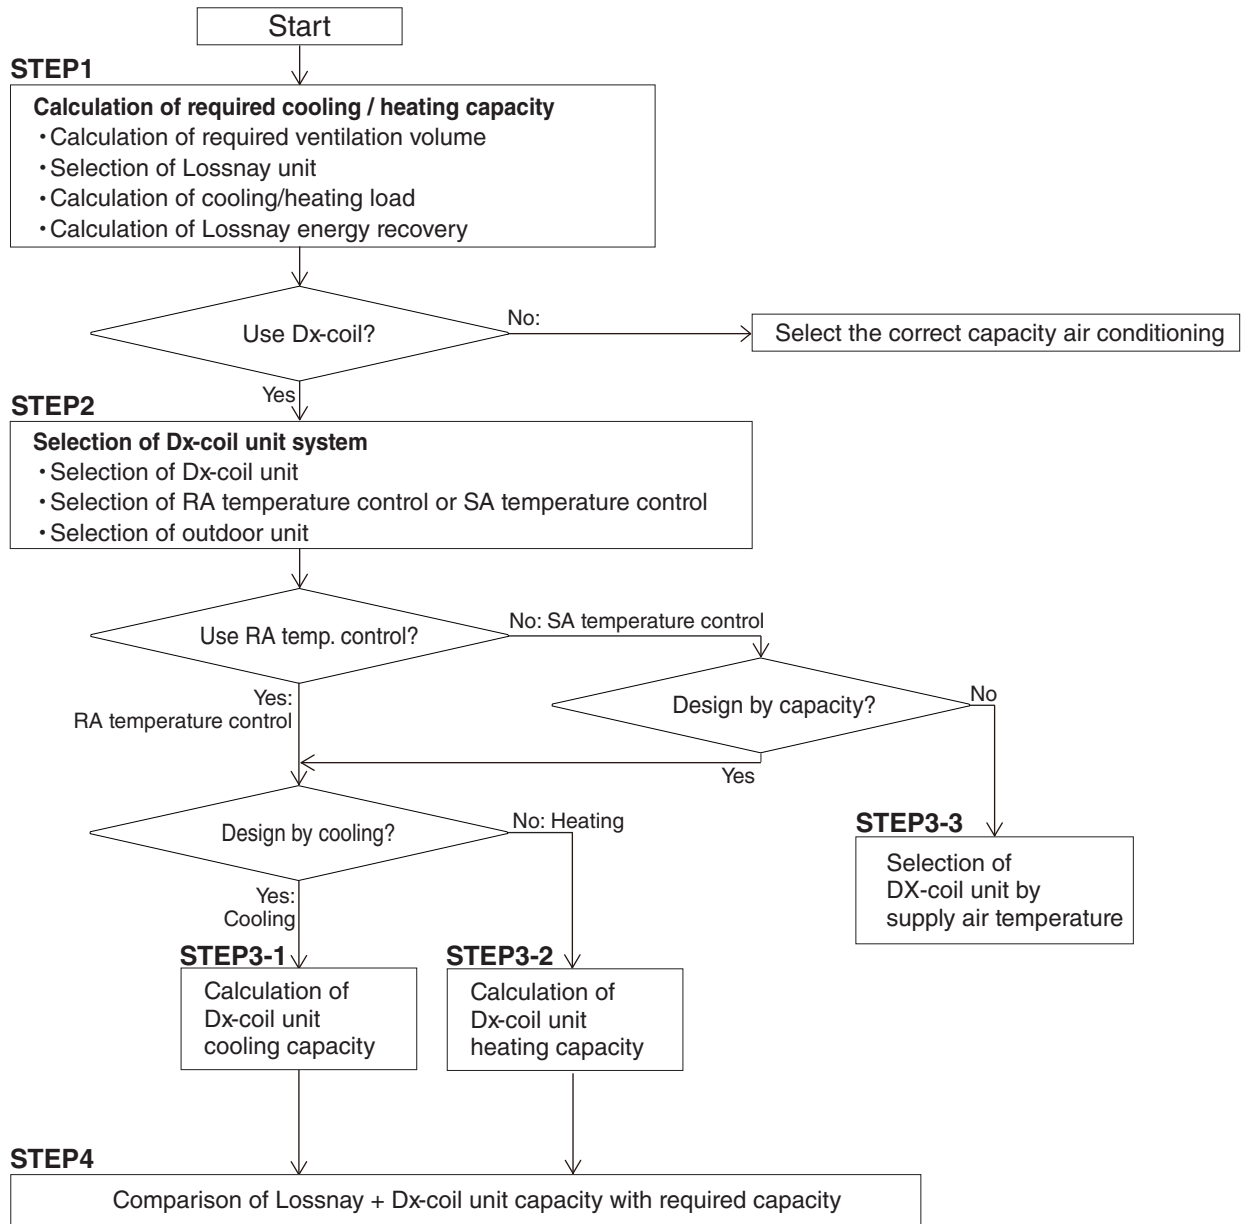 Start
STEP1
Calculation of required cooling / heating capacity
・Calculation of required ventilation volume
・Selection of Lossnay unit
・Calculation of cooling/heating load
・Calculation of Lossnay energy recovery
Use Dx-coil?
No:
Select the correct capacity air conditioning
Yes
STEP2
Selection of Dx-coil unit system
・Selection of Dx-coil unit
・Selection of RA temperature control or SA temperature control
・Selection of outdoor unit
Use RA temp. control?
No: SA temperature control
Yes:
RA temperature control
Design by capacity?
No
Yes
Design by cooling?
No: Heating
Yes:
Cooling
STEP3-3
Selection of
DX-coil unit by
supply air temperature
STEP3-1
Calculation of
Dx-coil unit
cooling capacity
STEP3-2
Calculation of
Dx-coil unit
heating capacity
STEP4
Comparison of Lossnay + Dx-coil unit capacity with required capacity